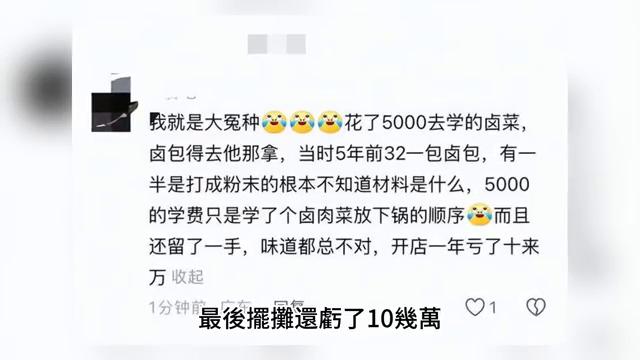 我就是大冤种😂😂😂花了5000去学的卤菜，
卤包得去他那拿，当时5年前32一包卤包，有一
半是打成粉末的根本不知道材料是什么，5000
的学费只是学了个卤肉菜放下锅的顺序😂而且
还留了一手，味道都总不对，开店一年亏了十来
万 收起
1分钟前 广东 回复 1
最後擺攤還虧了10幾萬